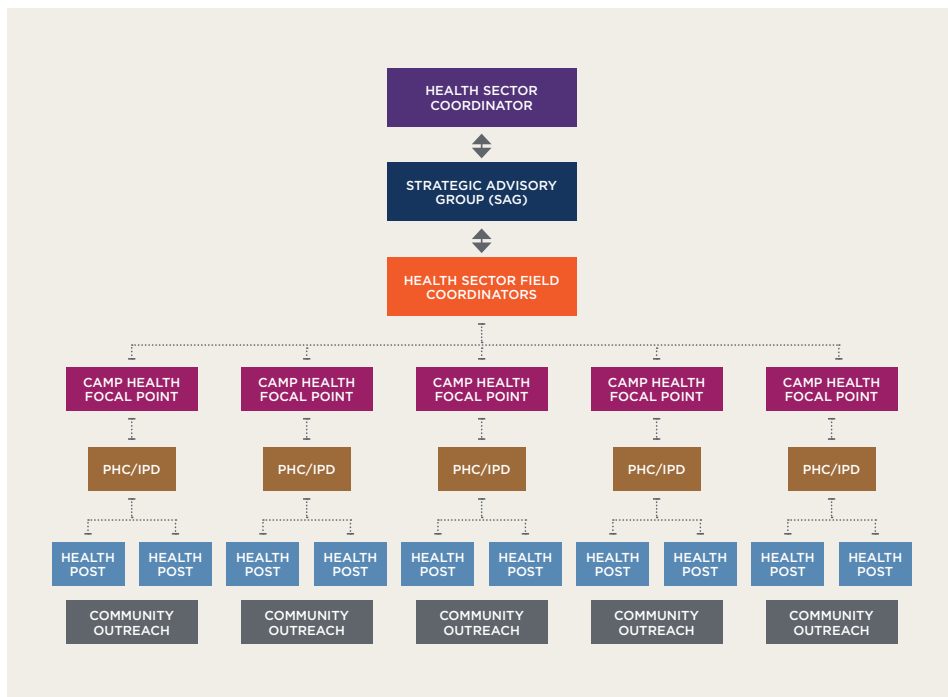 HEALTH SECTOR
COORDINATOR
STRATEGIC ADVISORY
GROUP (SAG)
HEALTH SECTOR FIELD
COORDINATORS
CAMP HEALTH
FOCAL POINT
CAMP HEALTH
FOCAL POINT
CAMP HEALTH
FOCAL POINT
CAMP HEALTH
FOCAL POINT
CAMP HEALTH
FOCAL POINT
PHC/IPD
PHC/IPD
PHC/IPD
PHC/IPD
PHC/IPD
HEALTH
POST
HEALTH
POST
HEALTH
POST
HEALTH
POST
HEALTH
POST
HEALTH
POST
HEALTH
POST
HEALTH
POST
HEALTH
POST
HEALTH
POST
COMMUNITY
OUTREACH
COMMUNITY
OUTREACH
COMMUNITY
OUTREACH
COMMUNITY
OUTREACH
COMMUNITY
OUTREACH